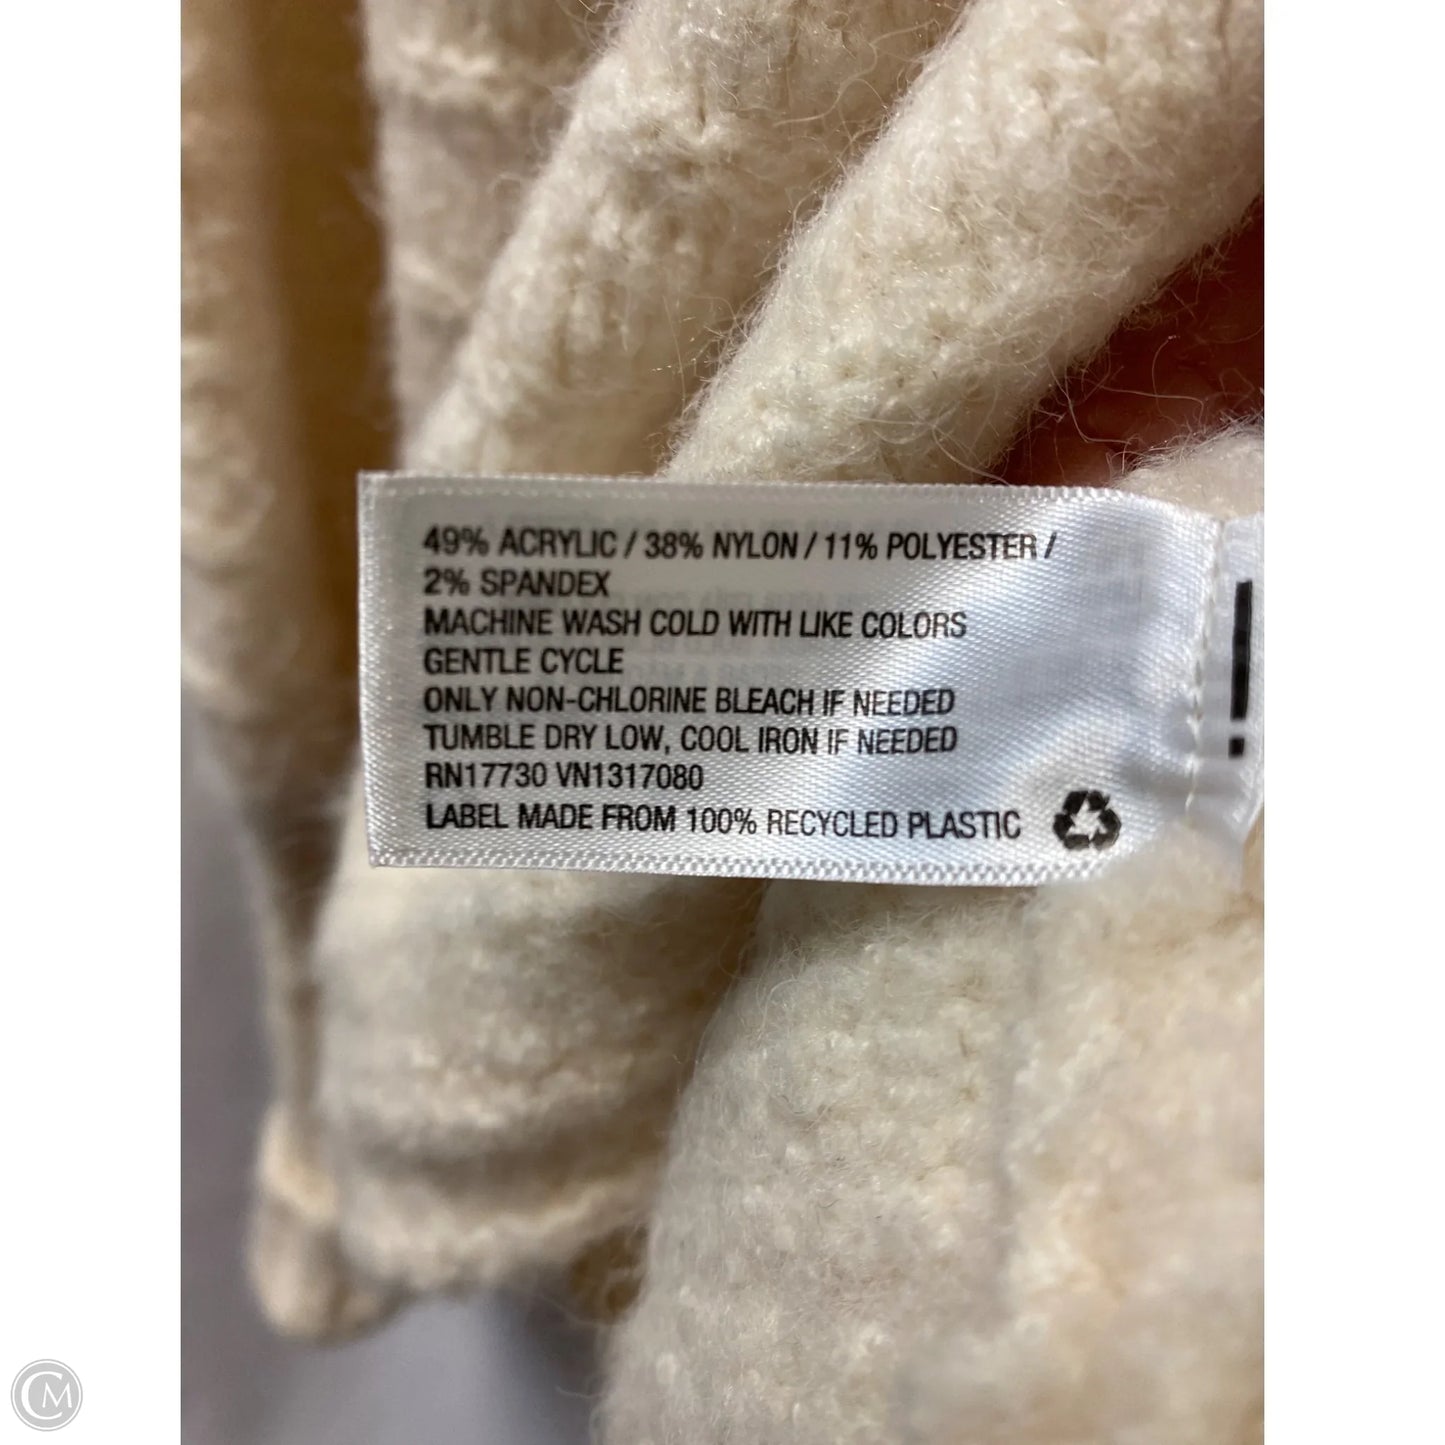 49% ACRYLIC / 38% NYLON / 11% POLYESTER /
2% SPANDEX
MACHINE WASH COLD WITH LIKE COLORS
GENTLE CYCLE
ONLY NON-CHLORINE BLEACH IF NEEDED
TUMBLE DRY LOW, COOL IRON IF NEEDED
RN17730 VN1317080
LABEL MADE FROM 100% RECYCLED PLASTIC
CM